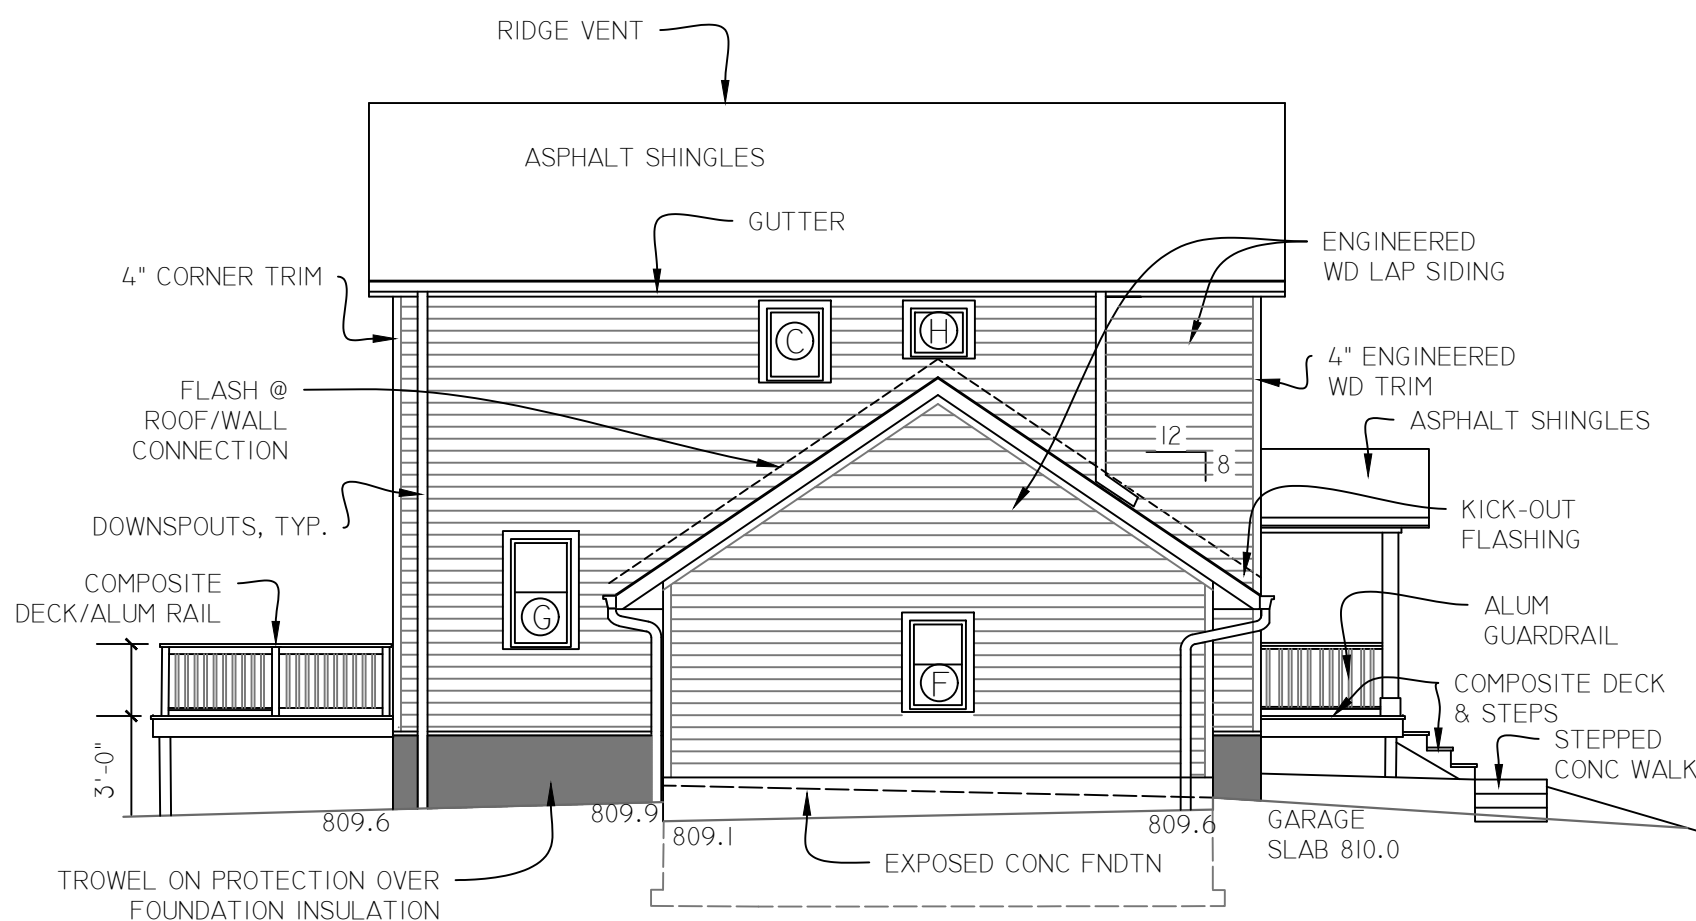 RIDGE VENT
ASPHALT SHINGLES
GUTTER
ENGINEERED
WD LAP SIDING
4" CORNER TRIM
C
H
4" ENGINEERED
WD TRIM
FLASH @
ROOF/WALL
CONNECTION
ASPHALT SHINGLES
12
8
DOWNSPOUTS, TYP.
KICK-OUT
FLASHING
COMPOSITE
DECK/ALUM RAIL
G
ALUM
GUARDRAIL
F
COMPOSITE DECK
& STEPS
STEPPED
CONC WALK
3'-0"
809.6
809.9
809.1
809.6
GARAGE
SLAB 810.0
EXPOSED CONC FNDTN
TROWEL ON PROTECTION OVER
FOUNDATION INSULATION